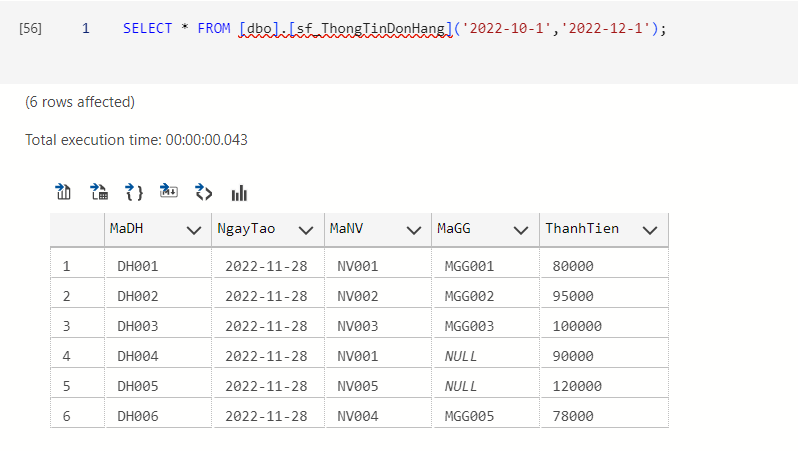 [56] 1 SELECT * FROM [dbo].[sf_ThongTinDonHang]('2022-10-1','2022-12-1');
(6 rows affected)
Total execution time: 00:00:00.043
MaDH NgayTao MaNV MaGG ThanhTien
1 DH001 2022-11-28 NV001 MGG001 80000
2 DH002 2022-11-28 NV002 MGG002 95000
3 DH003 2022-11-28 NV003 MGG003 100000
4 DH004 2022-11-28 NV001 NULL 90000
5 DH005 2022-11-28 NV005 NULL 120000
6 DH006 2022-11-28 NV004 MGG005 78000